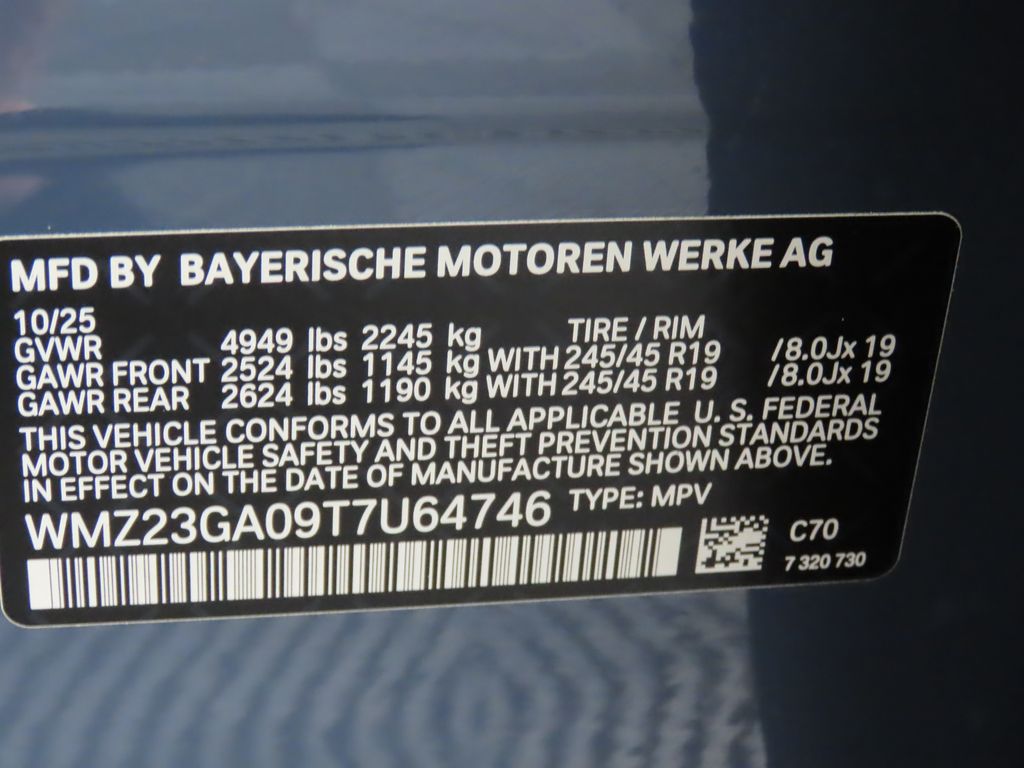 MFD BY BAYERISCHE MOTOREN WERKE AG
10/25
GVWR 4949 lbs 2245 kg TIRE / RIM
GAWR FRONT 2524 lbs 1145 kg WITH 245/45 R19 /8.0Jx 19
GAWR REAR 2624 lbs 1190 kg WITH 245/45 R19 /8.0Jx 19
THIS VEHICLE CONFORMS TO ALL APPLICABLE U. S. FEDERAL
MOTOR VEHICLE SAFETY AND THEFT PREVENTION STANDARDS
IN EFFECT ON THE DATE OF MANUFACTURE SHOWN ABOVE.
WMZ23GA09T7U64746 TYPE: MPV
C70
7 320 730